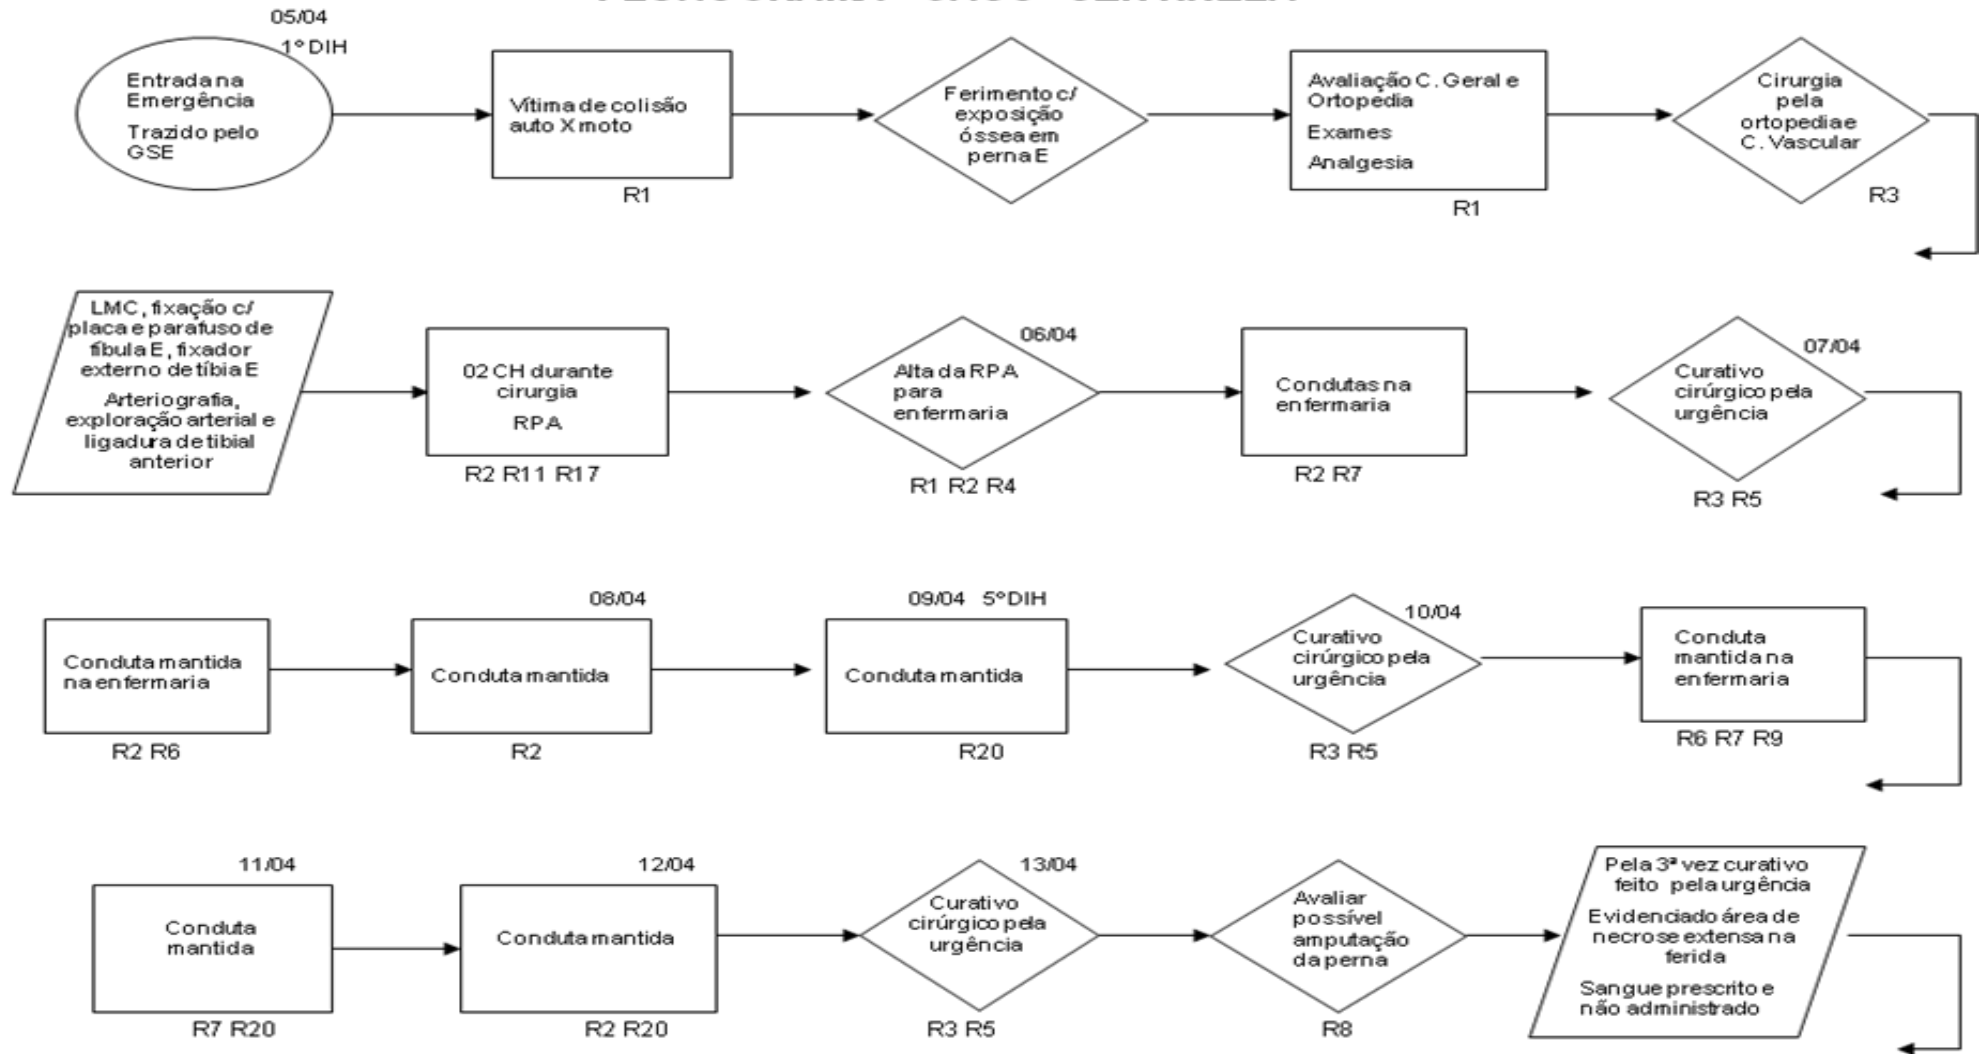 05/04
1º DIH
Entrada na
Emergência
Trazido pelo
GSE
Vítima de colisão
auto X moto
R1
Ferimento c/
exposição
óssea em
perna E
Avaliação C. Geral e
Ortopedia
Exames
Analgesia
R1
Cirurgia
pela
ortopedia e
C. Vascular
R3
LMC, fixação c/
placa e parafuso de
fíbula E, fixador
externo de tíbia E
Arteriografia,
exploração arterial e
ligadura de tibial
anterior
02 CH durante
cirurgia
RPA
R2 R11 R17
06/04
Alta da RPA
para
enfermaria
R1 R2 R4
Condutas na
enfermaria
R2 R7
07/04
Curativo
cirúrgico pela
urgência
R3 R5
Conduta mantida
na enfermaria
R2 R6
08/04
Conduta mantida
R2
09/04 5º DIH
Conduta mantida
R20
10/04
Curativo
cirúrgico pela
urgência
R3 R5
Conduta
mantida na
enfermaria
R6 R7 R9
11/04
Conduta
mantida
R7 R20
12/04
Conduta mantida
R2 R20
13/04
Curativo
cirúrgico pela
urgência
R3 R5
Avaliar
possível
amputação
da perna
R8
Pela 3ª vez curativo
feito pela urgência
Evidenciado área de
necrose extensa na
ferida
Sangue prescrito e
não administrado